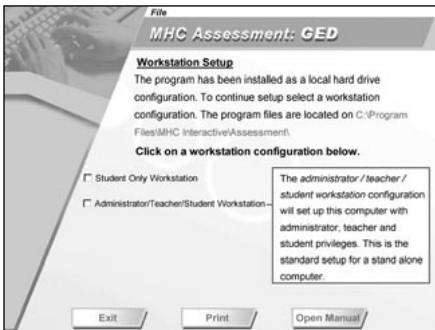 File
MHC Assessment: GED
Workstation Setup
The program has been installed as a local hard drive
configuration. To continue setup select a workstation
configuration. The program files are located on C:\Program
Files\MHC Interactive\Assessment\
Click on a workstation configuration below.
Student Only Workstation
Administrator/Teacher/Student Workstation
The administrator / teacher /
student workstation configuration
will set up this computer with
administrator, teacher and
student privileges. This is the
standard setup for a stand alone
computer.
Exit
Print
Open Manual